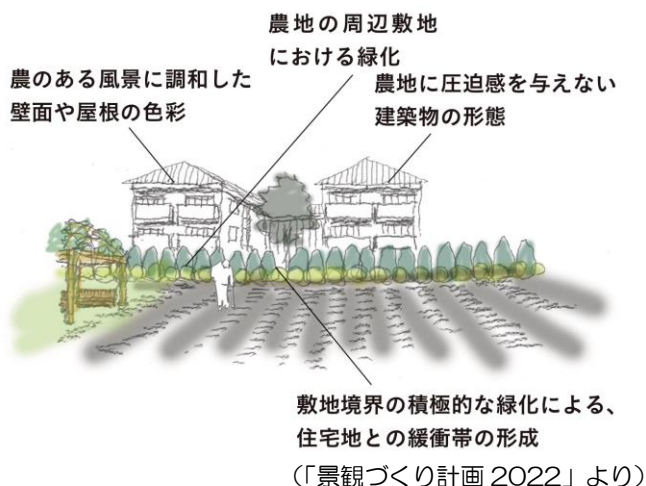 農地の周辺敷地
における緑化
農のある風景に調和した
壁面や屋根の色彩
農地に圧迫感を与えない
建築物の形態
敷地境界の積極的な緑化による、
住宅地との緩衝帯の形成
（「景観づくり計画 2022」より）